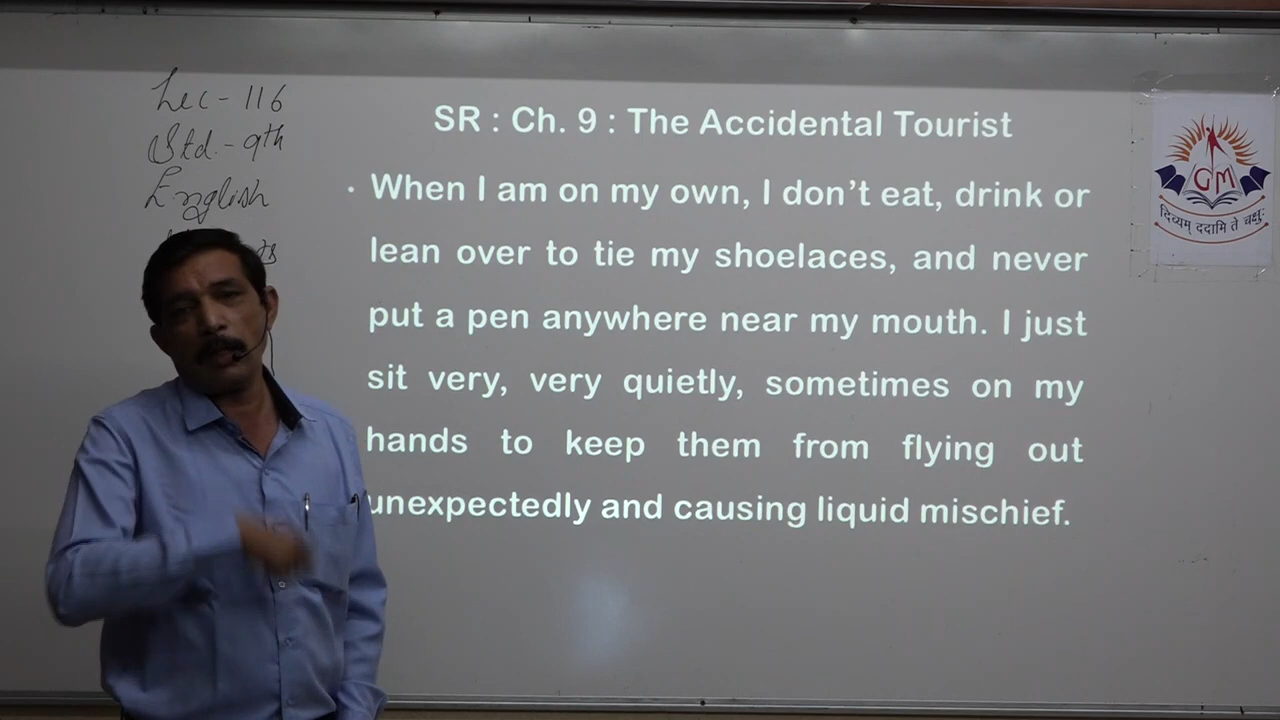 Lec - 116
Std. - 9th
English
SR : Ch. 9 : The Accidental Tourist
• When I am on my own, I don’t eat, drink or
lean over to tie my shoelaces, and never
put a pen anywhere near my mouth. I just
sit very, very quietly, sometimes on my
hands to keep them from flying out
unexpectedly and causing liquid mischief.
GM
दिव्यम् ददामि ते चक्षुः